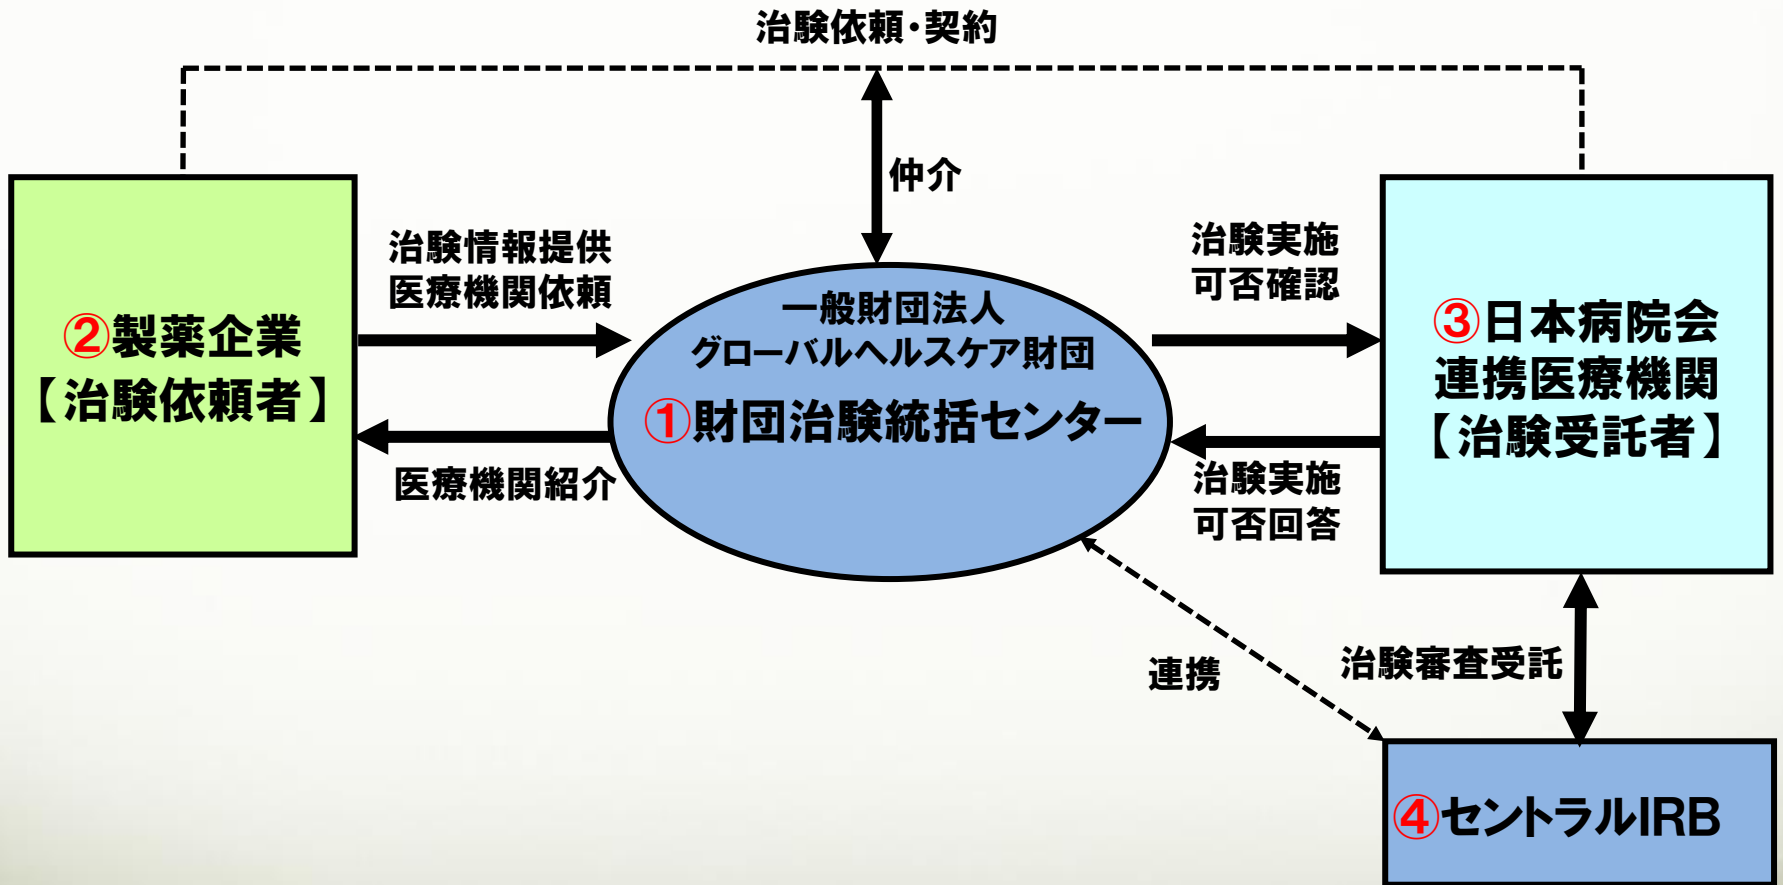 治験依頼・契約
仲介
治験情報提供
医療機関依頼
治験実施
可否確認
②製薬企業
【治験依頼者】
一般財団法人
グローバルヘルスケア財団
①財団治験統括センター
③日本病院会
連携医療機関
【治験受託者】
医療機関紹介
治験実施
可否回答
連携
治験審査受託
④セントラルIRB